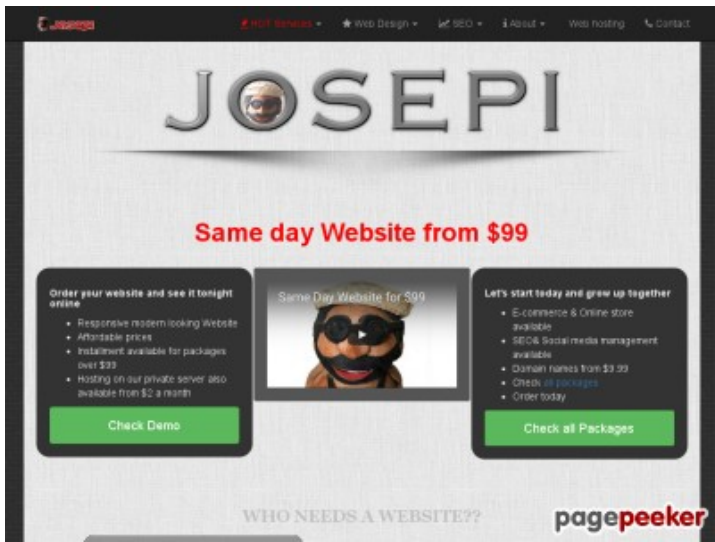 JOSEPI
HOT Services
Web Design
SEO
About
Web hosting
Contact
JOSEPI
Same day Website from $99
Order your website and see it tonight
online
Responsive modern looking Website
Affordable prices
Installment available for packages
over $99
Hosting on our private server also
available from $2 a month
Check Demo
Same Day Website for $99
Let's start today and grow up together
E-commerce & Online store
available
SEO& Social media management
available
Domain names from $9.99
Check all packages
Order today
Check all Packages
WHO NEEDS A WEBSITE??
pagepeeker